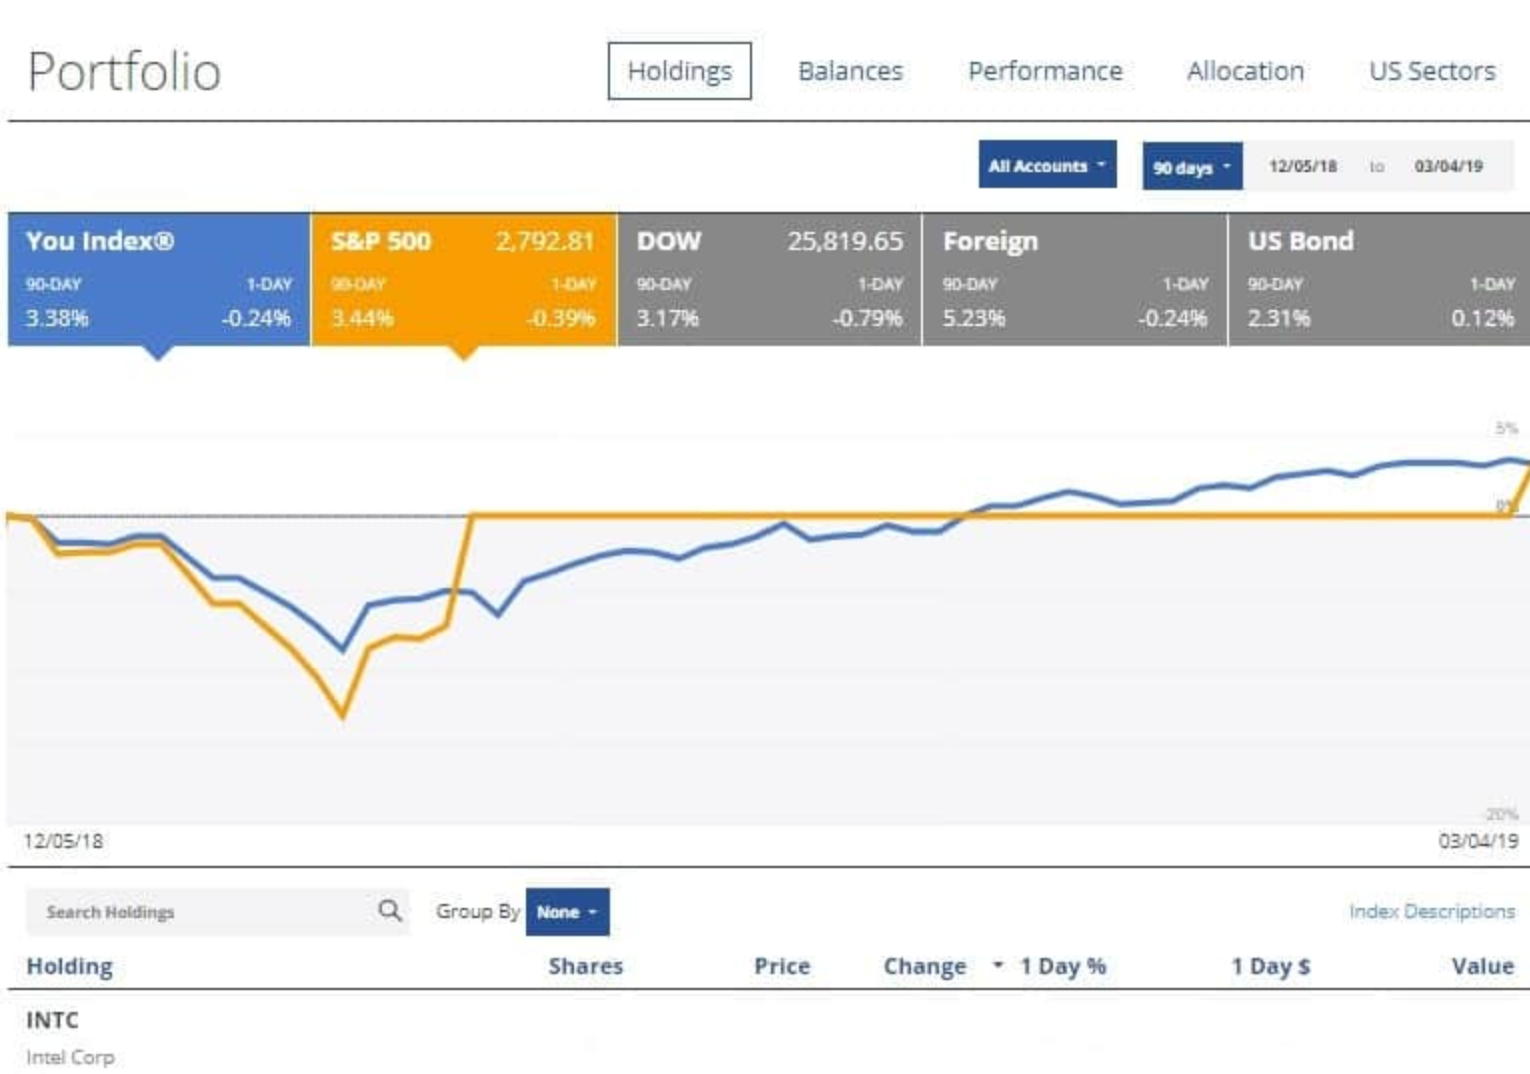 Portfolio Holdings Balances Performance Allocation US Sectors
All Accounts 90 days 12/05/18 to 03/04/19
You Index® S&P 500 2,792.81 DOW 25,819.65 Foreign US Bond
90-DAY 1-DAY 90-DAY 1-DAY 90-DAY 1-DAY 90-DAY 1-DAY 90-DAY 1-DAY
3.38% -0.24% 3.44% -0.39% 3.17% -0.79% 5.23% -0.24% 2.31% 0.12%
5%
0%
-20%
12/05/18 03/04/19
Search Holdings Group By None Index Descriptions
Holding Shares Price Change 1 Day % 1 Day $ Value
INTC
Intel Corp